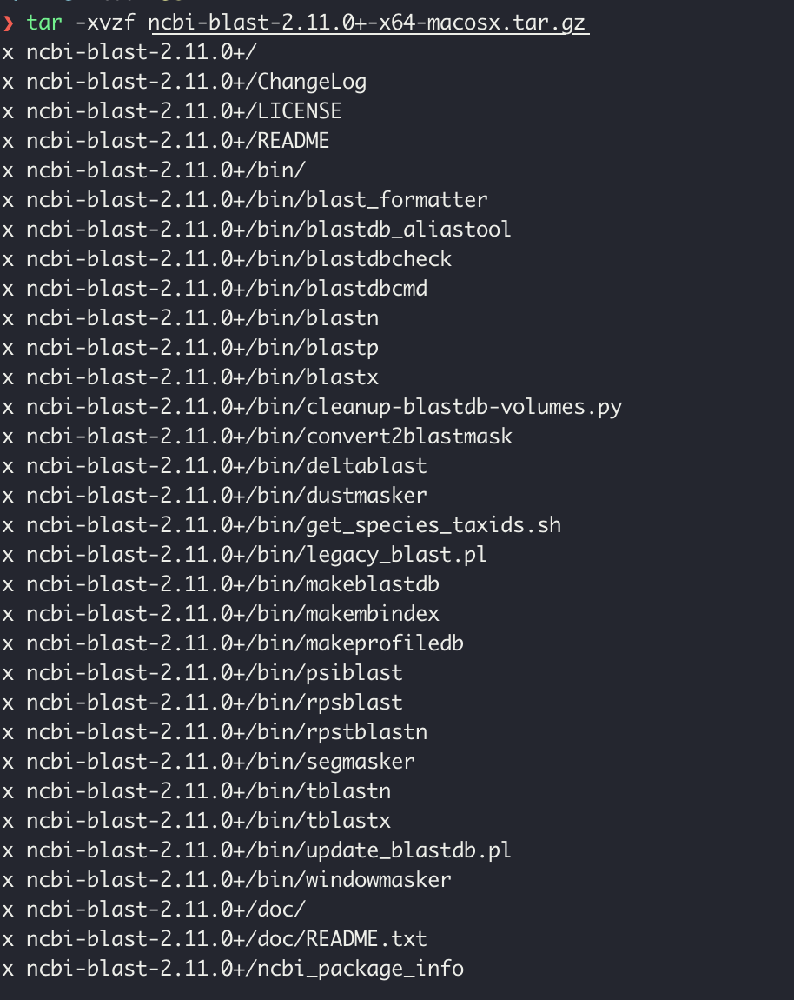 ❯ tar -xvzf ncbi-blast-2.11.0+-x64-macosx.tar.gz
x ncbi-blast-2.11.0+/
x ncbi-blast-2.11.0+/ChangeLog
x ncbi-blast-2.11.0+/LICENSE
x ncbi-blast-2.11.0+/README
x ncbi-blast-2.11.0+/bin/
x ncbi-blast-2.11.0+/bin/blast_formatter
x ncbi-blast-2.11.0+/bin/blastdb_aliastool
x ncbi-blast-2.11.0+/bin/blastdbcheck
x ncbi-blast-2.11.0+/bin/blastdbcmd
x ncbi-blast-2.11.0+/bin/blastn
x ncbi-blast-2.11.0+/bin/blastp
x ncbi-blast-2.11.0+/bin/blastx
x ncbi-blast-2.11.0+/bin/cleanup-blastdb-volumes.py
x ncbi-blast-2.11.0+/bin/convert2blastmask
x ncbi-blast-2.11.0+/bin/deltablast
x ncbi-blast-2.11.0+/bin/dustmasker
x ncbi-blast-2.11.0+/bin/get_species_taxids.sh
x ncbi-blast-2.11.0+/bin/legacy_blast.pl
x ncbi-blast-2.11.0+/bin/makeblastdb
x ncbi-blast-2.11.0+/bin/makembindex
x ncbi-blast-2.11.0+/bin/makeprofiledb
x ncbi-blast-2.11.0+/bin/psiblast
x ncbi-blast-2.11.0+/bin/rpsblast
x ncbi-blast-2.11.0+/bin/rpstblastn
x ncbi-blast-2.11.0+/bin/segmasker
x ncbi-blast-2.11.0+/bin/tblastn
x ncbi-blast-2.11.0+/bin/tblastx
x ncbi-blast-2.11.0+/bin/update_blastdb.pl
x ncbi-blast-2.11.0+/bin/windowmasker
x ncbi-blast-2.11.0+/doc/
x ncbi-blast-2.11.0+/doc/README.txt
x ncbi-blast-2.11.0+/ncbi_package_info